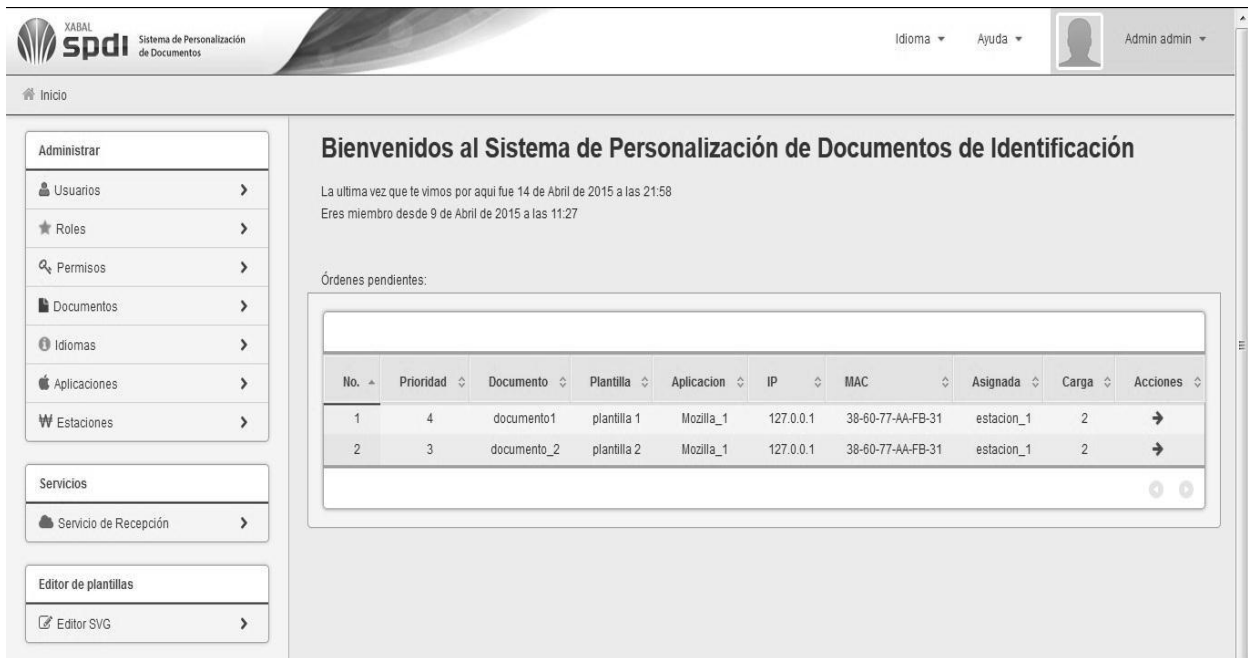 XABAL
spdi Sistema de Personalización
de Documentos
Idioma
Ayuda
Admin admin
Inicio
Administrar
Usuarios
Roles
Permisos
Documentos
Idiomas
Aplicaciones
Estaciones
Servicios
Servicio de Recepción
Editor de plantillas
Editor SVG
Bienvenidos al Sistema de Personalización de Documentos de Identificación
La ultima vez que te vimos por aqui fue 14 de Abril de 2015 a las 21:58
Eres miembro desde 9 de Abril de 2015 a las 11:27
Órdenes pendientes:
No. Prioridad Documento Plantilla Aplicacion IP MAC Asignada Carga Acciones
1 4 documento1 plantilla 1 Mozilla_1 127.0.0.1 38-60-77-AA-FB-31 estacion_1 2
2 3 documento_2 plantilla 2 Mozilla_1 127.0.0.1 38-60-77-AA-FB-31 estacion_1 2